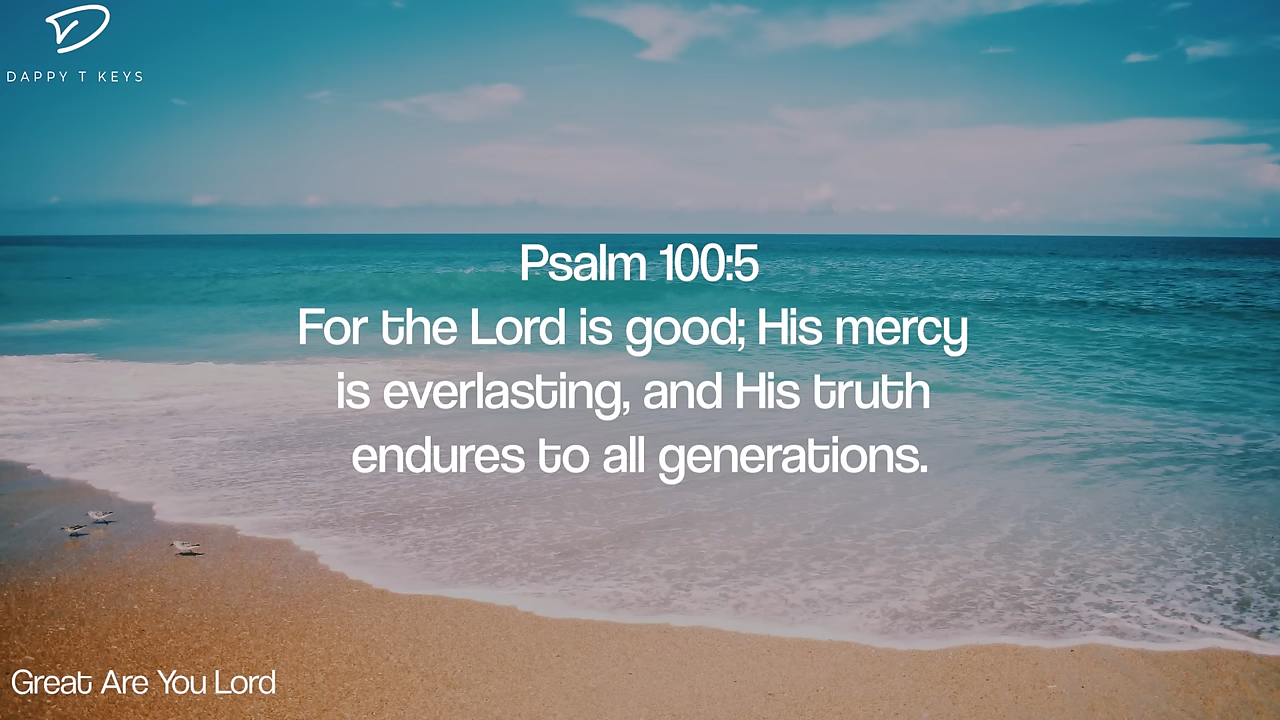 DAPPY T KEYS
Psalm 100:5
For the Lord is good; His mercy
is everlasting, and His truth
endures to all generations.
Great Are You Lord